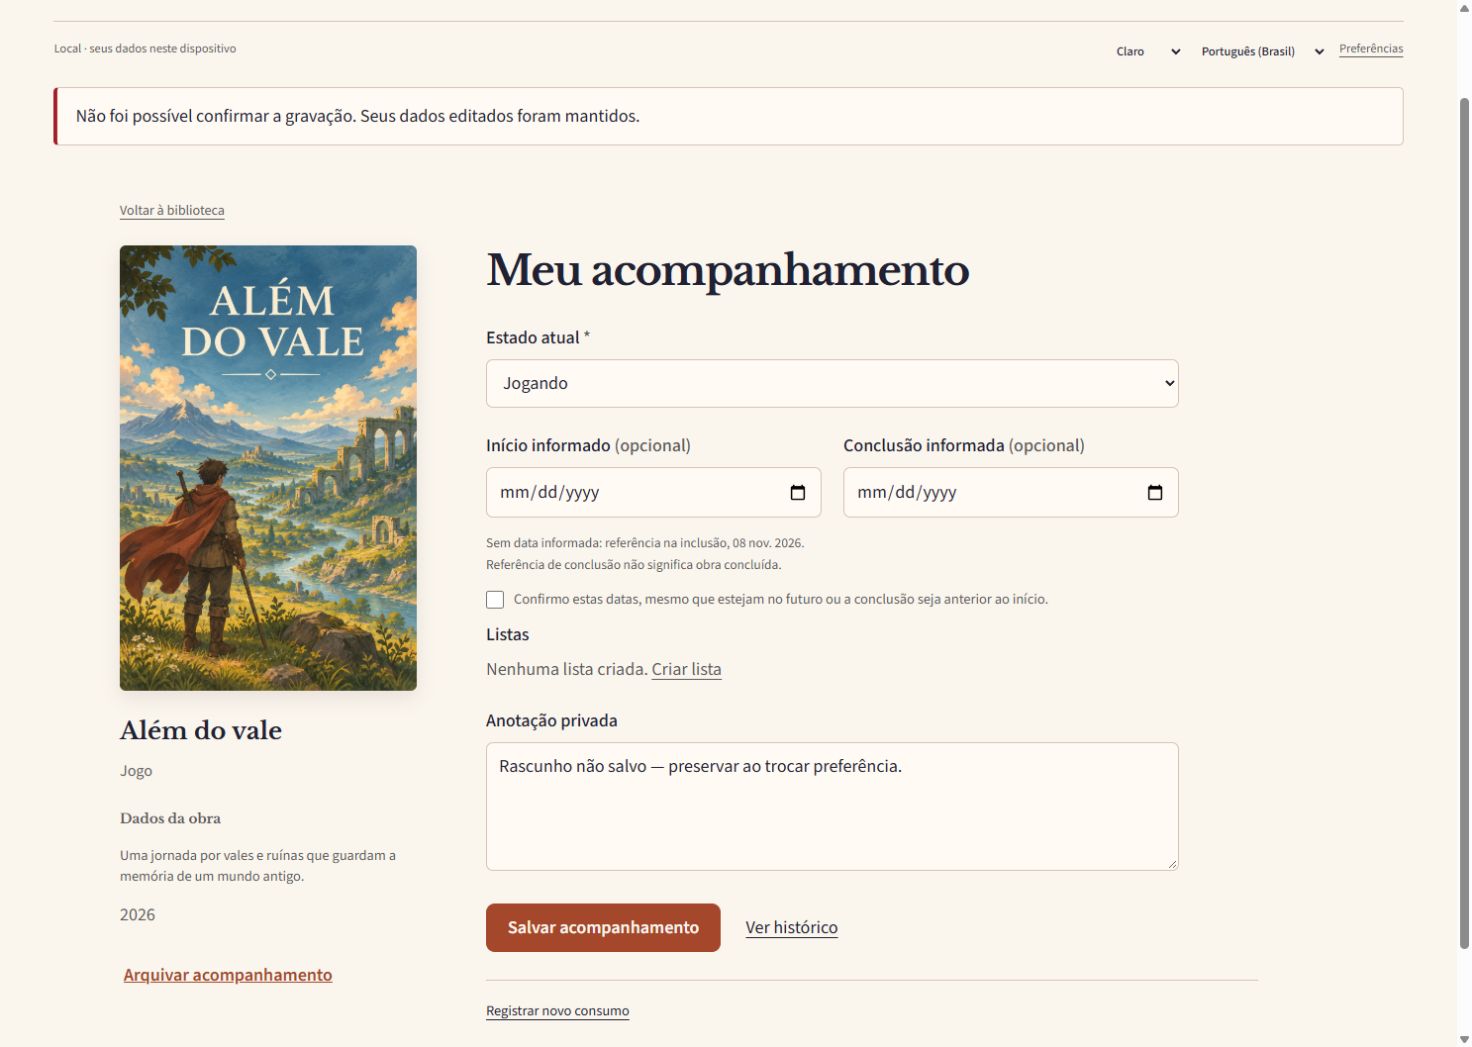 Local · seus dados neste dispositivo
Claro
Português (Brasil)
Preferências
Não foi possível confirmar a gravação. Seus dados editados foram mantidos.
Voltar à biblioteca
ALÉM
DO VALE
Além do vale
Jogo
Dados da obra
Uma jornada por vales e ruínas que guardam a
memória de um mundo antigo.
2026
Arquivar acompanhamento
Meu acompanhamento
Estado atual *
Jogando
Início informado (opcional)
Conclusão informada (opcional)
mm/dd/yyyy
mm/dd/yyyy
Sem data informada: referência na inclusão, 08 nov. 2026.
Referência de conclusão não significa obra concluída.
Confirmo estas datas, mesmo que estejam no futuro ou a conclusão seja anterior ao início.
Listas
Nenhuma lista criada. Criar lista
Anotação privada
Rascunho não salvo — preservar ao trocar preferência.
Salvar acompanhamento
Ver histórico
Registrar novo consumo